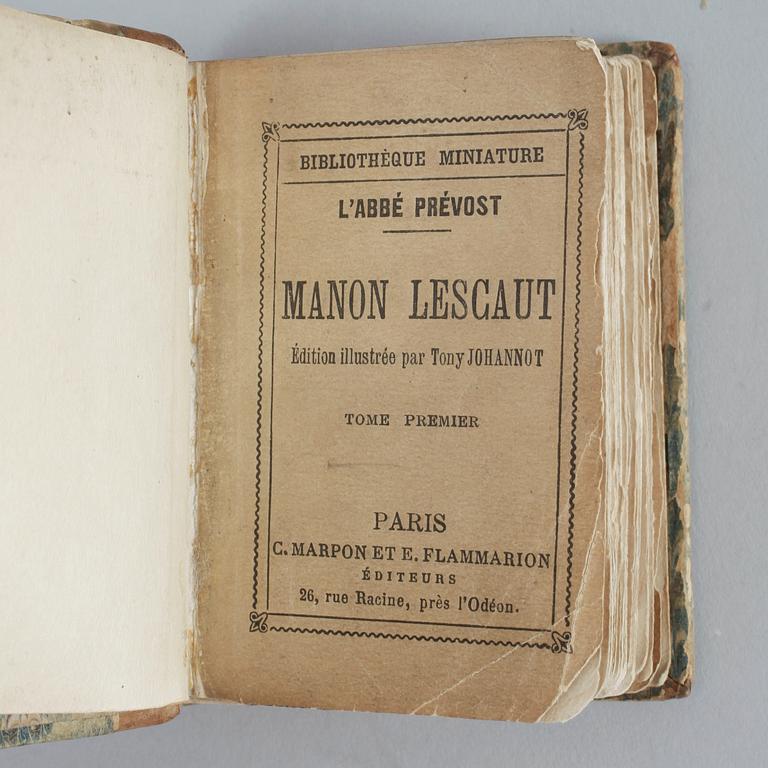 BIBLIOTHÈQUE MINIATURE
L'ABBÉ PRÉVOST
MANON LESCAUT
Édition illustrée par Tony JOHANNOT
TOME PREMIER
PARIS
C. MARPON ET E. FLAMMARION
ÉDITEURS
26, rue Racine, près l'Odéon.